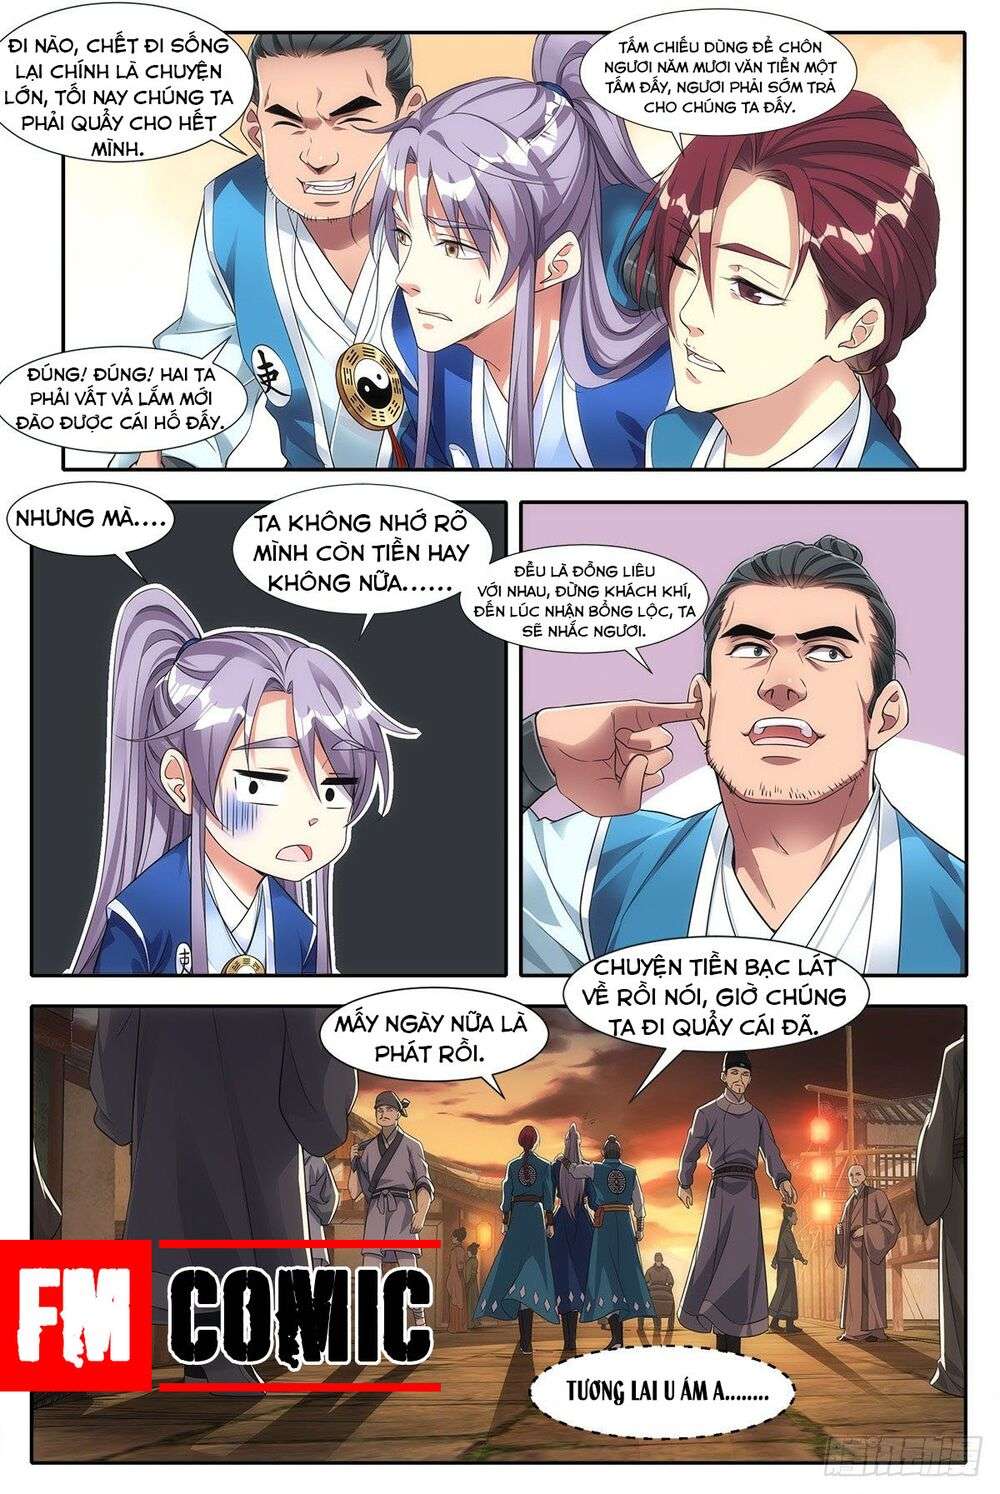 ĐI NÀO, CHẾT ĐI SỐNG
LẠI CHÍNH LÀ CHUYỆN
LỚN, TỐI NAY CHÚNG TA
PHẢI QUẨY CHO HẾT
MÌNH.
TẤM CHIẾU DÙNG ĐỂ CHÔN
NGƯƠI NĂM MƯƠI VĂN TIỀN MỘT
TẤM ĐẤY, NGƯƠI PHẢI SỚM TRẢ
CHO CHÚNG TA ĐẤY.
ĐÚNG! ĐÚNG! HAI TA
PHẢI VẤT VẢ LẮM MỚI
ĐÀO ĐƯỢC CÁI HỐ ĐẤY.
NHƯNG MÀ....
TA KHÔNG NHỚ RÕ
MÌNH CÒN TIỀN HAY
KHÔNG NỮA......
ĐỀU LÀ ĐỒNG LIÊU
VỚI NHAU, ĐỪNG KHÁCH KHÍ,
ĐẾN LÚC NHẬN BỔNG LỘC, TA
SẼ NHẮC NGƯƠI.
CHUYỆN TIỀN BẠC LÁT
VỀ RỒI NÓI, GIỜ CHÚNG
TA ĐI QUẨY CÁI ĐÃ.
MẤY NGÀY NỮA LÀ
PHÁT RỒI.
FM COMIC
TƯƠNG LAI U ÁM A........